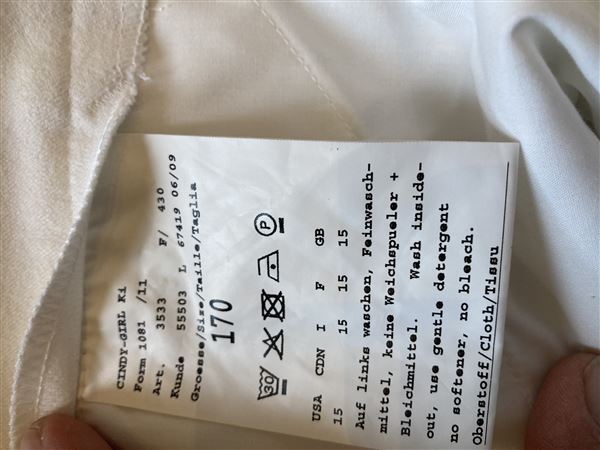 CINDY-GIRL Ki
Form 1081 /11
Art. 3533 F/ 430
Kunde 55503 L 67419 06/09
Groesse/Size/Taille/Taglia
170
30
P
USA CDN I F GB
15 15 15 15
Auf links waschen, Feinwasch-
mittel, keine Weichspueler +
Bleichmittel. Wash inside-
out, use gentle detergent
no softener, no bleach.
Oberstoff/Cloth/Tissu